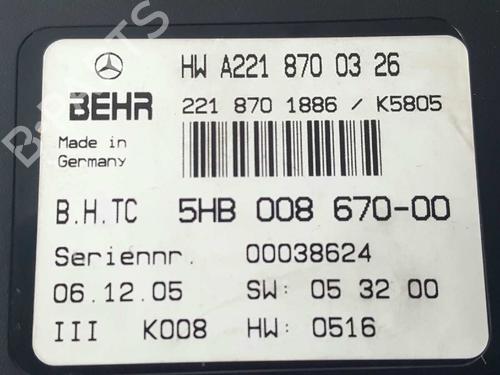 HW A221 870 03 26
BEHR
221 870 1886 / K5805
Made in
Germany
B.H.TC 5HB 008 670-00
Seriennr. 00038624
06.12.05 SW: 05 32 00
III K008 HW: 0516